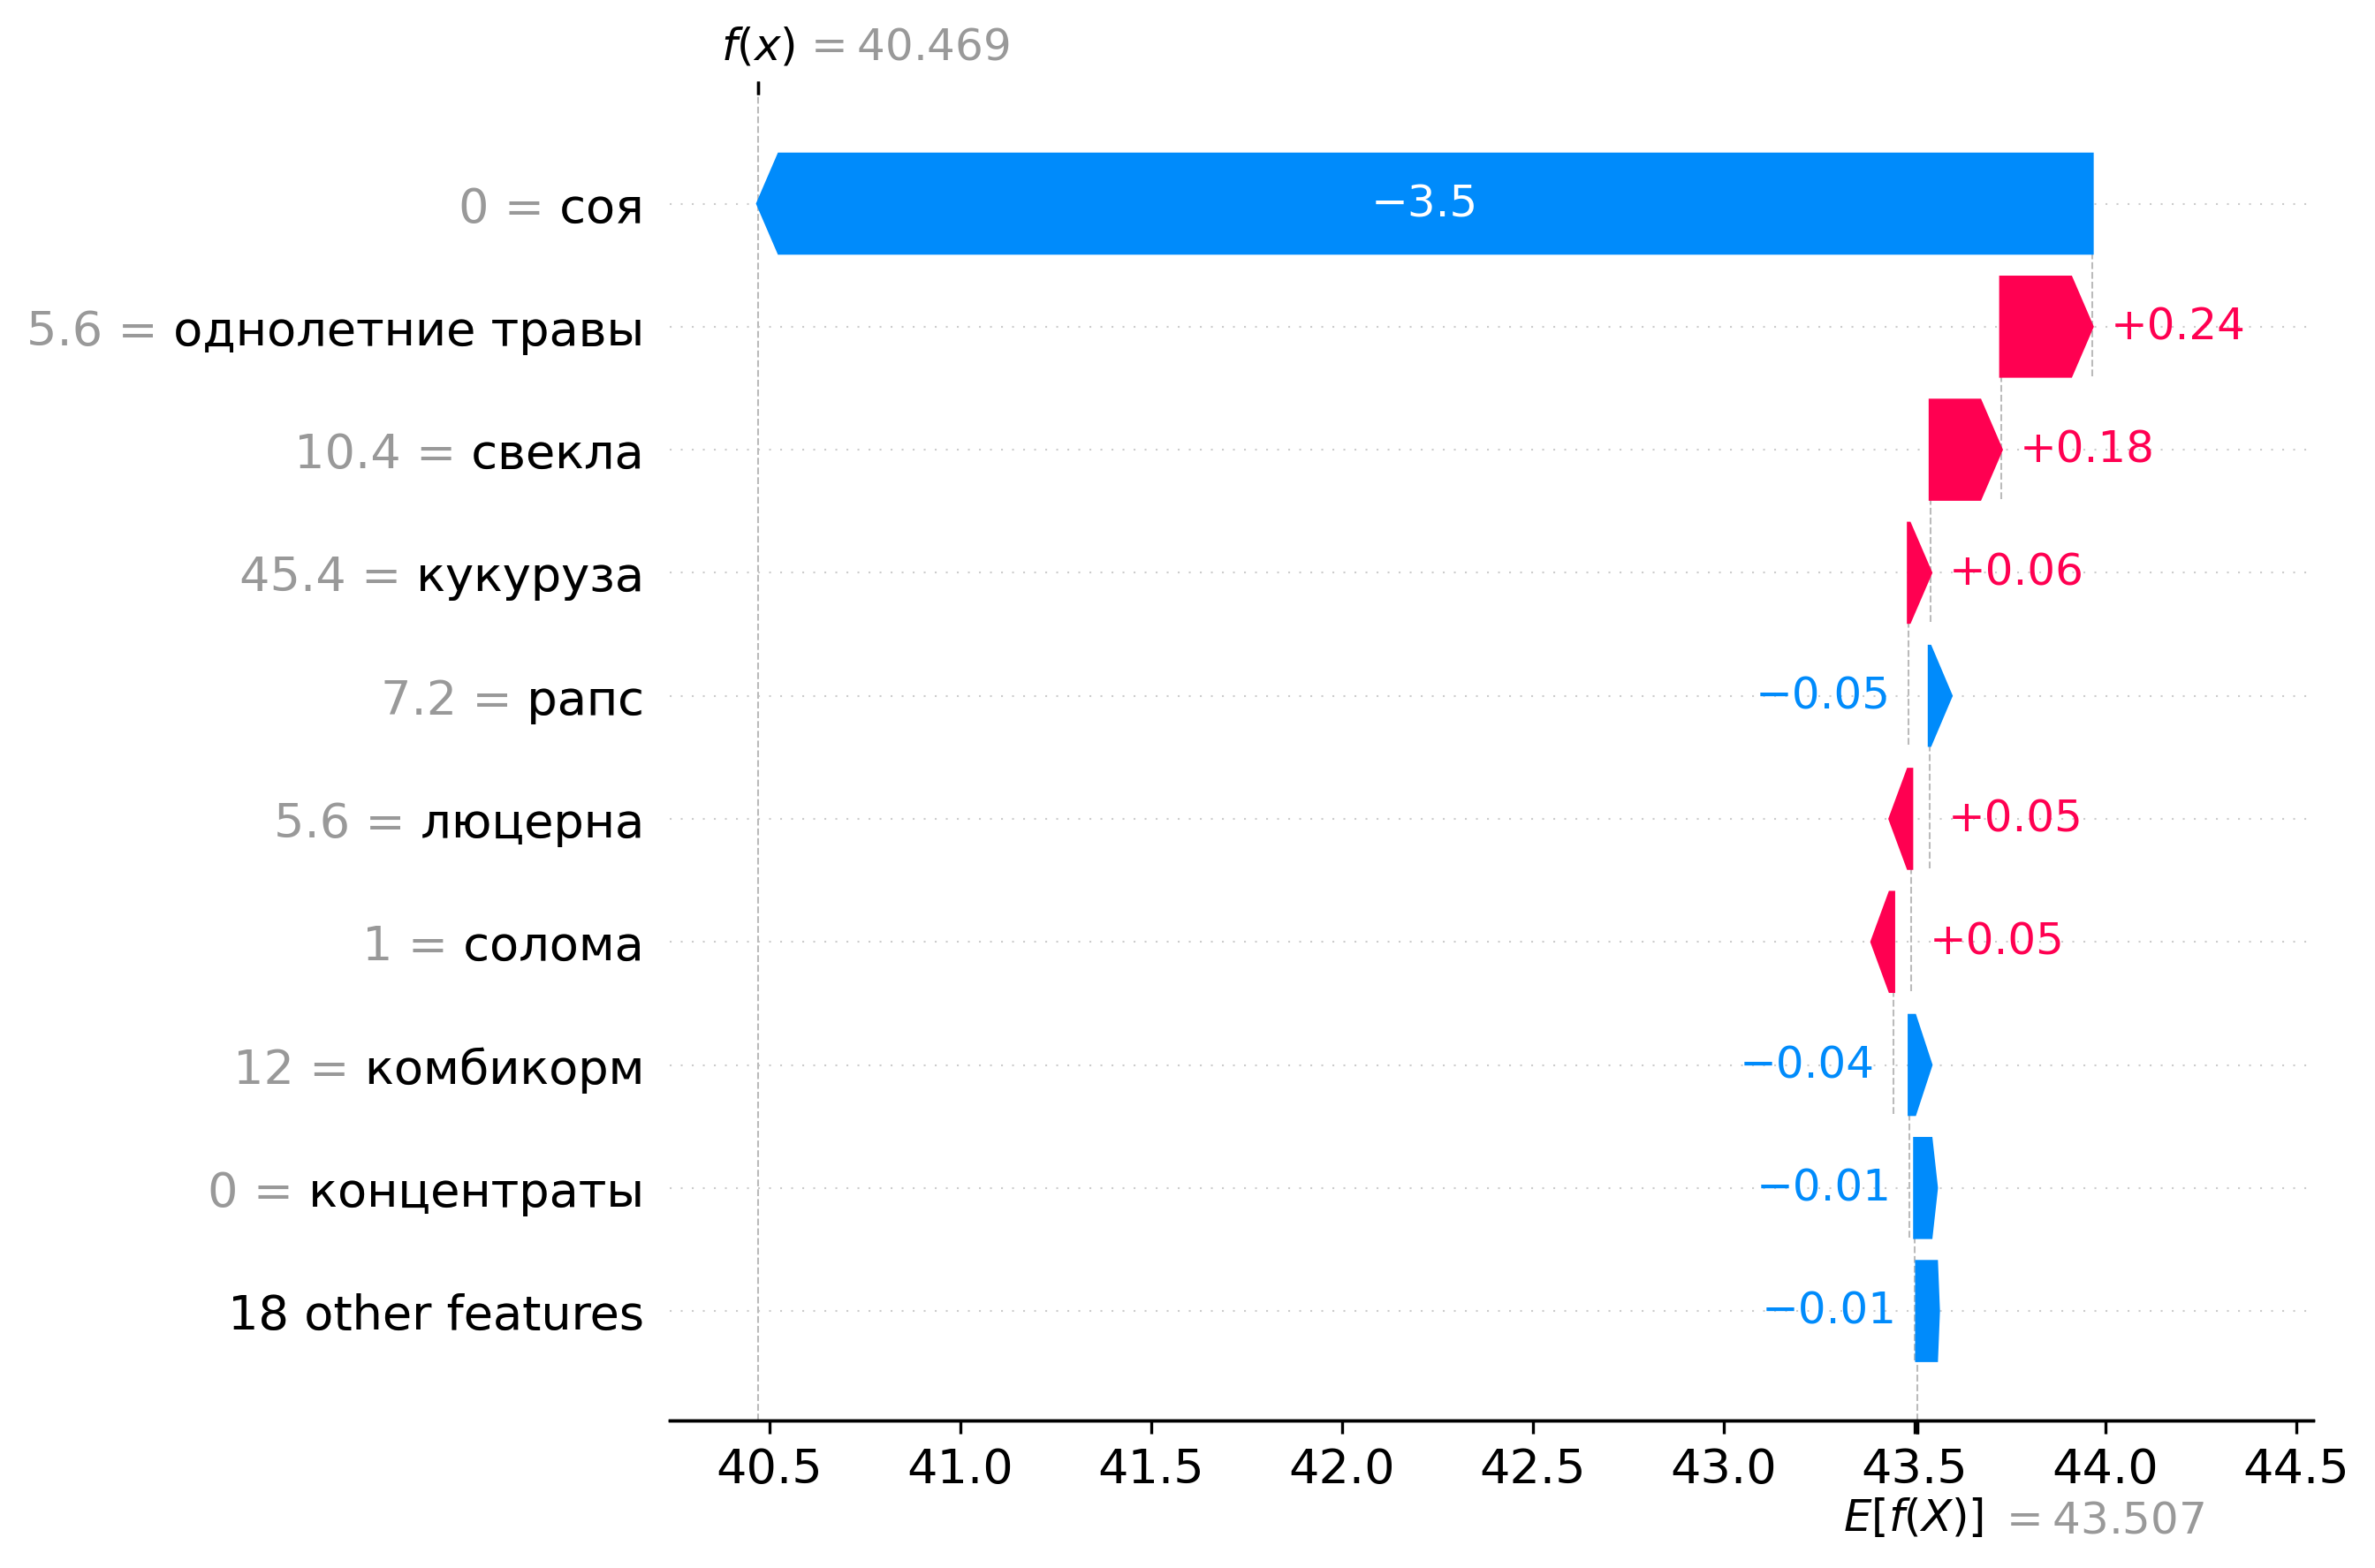 f(x) = 40.469
0 = соя −3.5
5.6 = однолетние травы +0.24
10.4 = свекла +0.18
45.4 = кукуруза +0.06
7.2 = рапс −0.05
5.6 = люцерна +0.05
1 = солома +0.05
12 = комбикорм −0.04
0 = концентраты −0.01
18 other features −0.01
40.5 41.0 41.5 42.0 42.5 43.0 43.5 44.0 44.5
E[f(X)] = 43.507